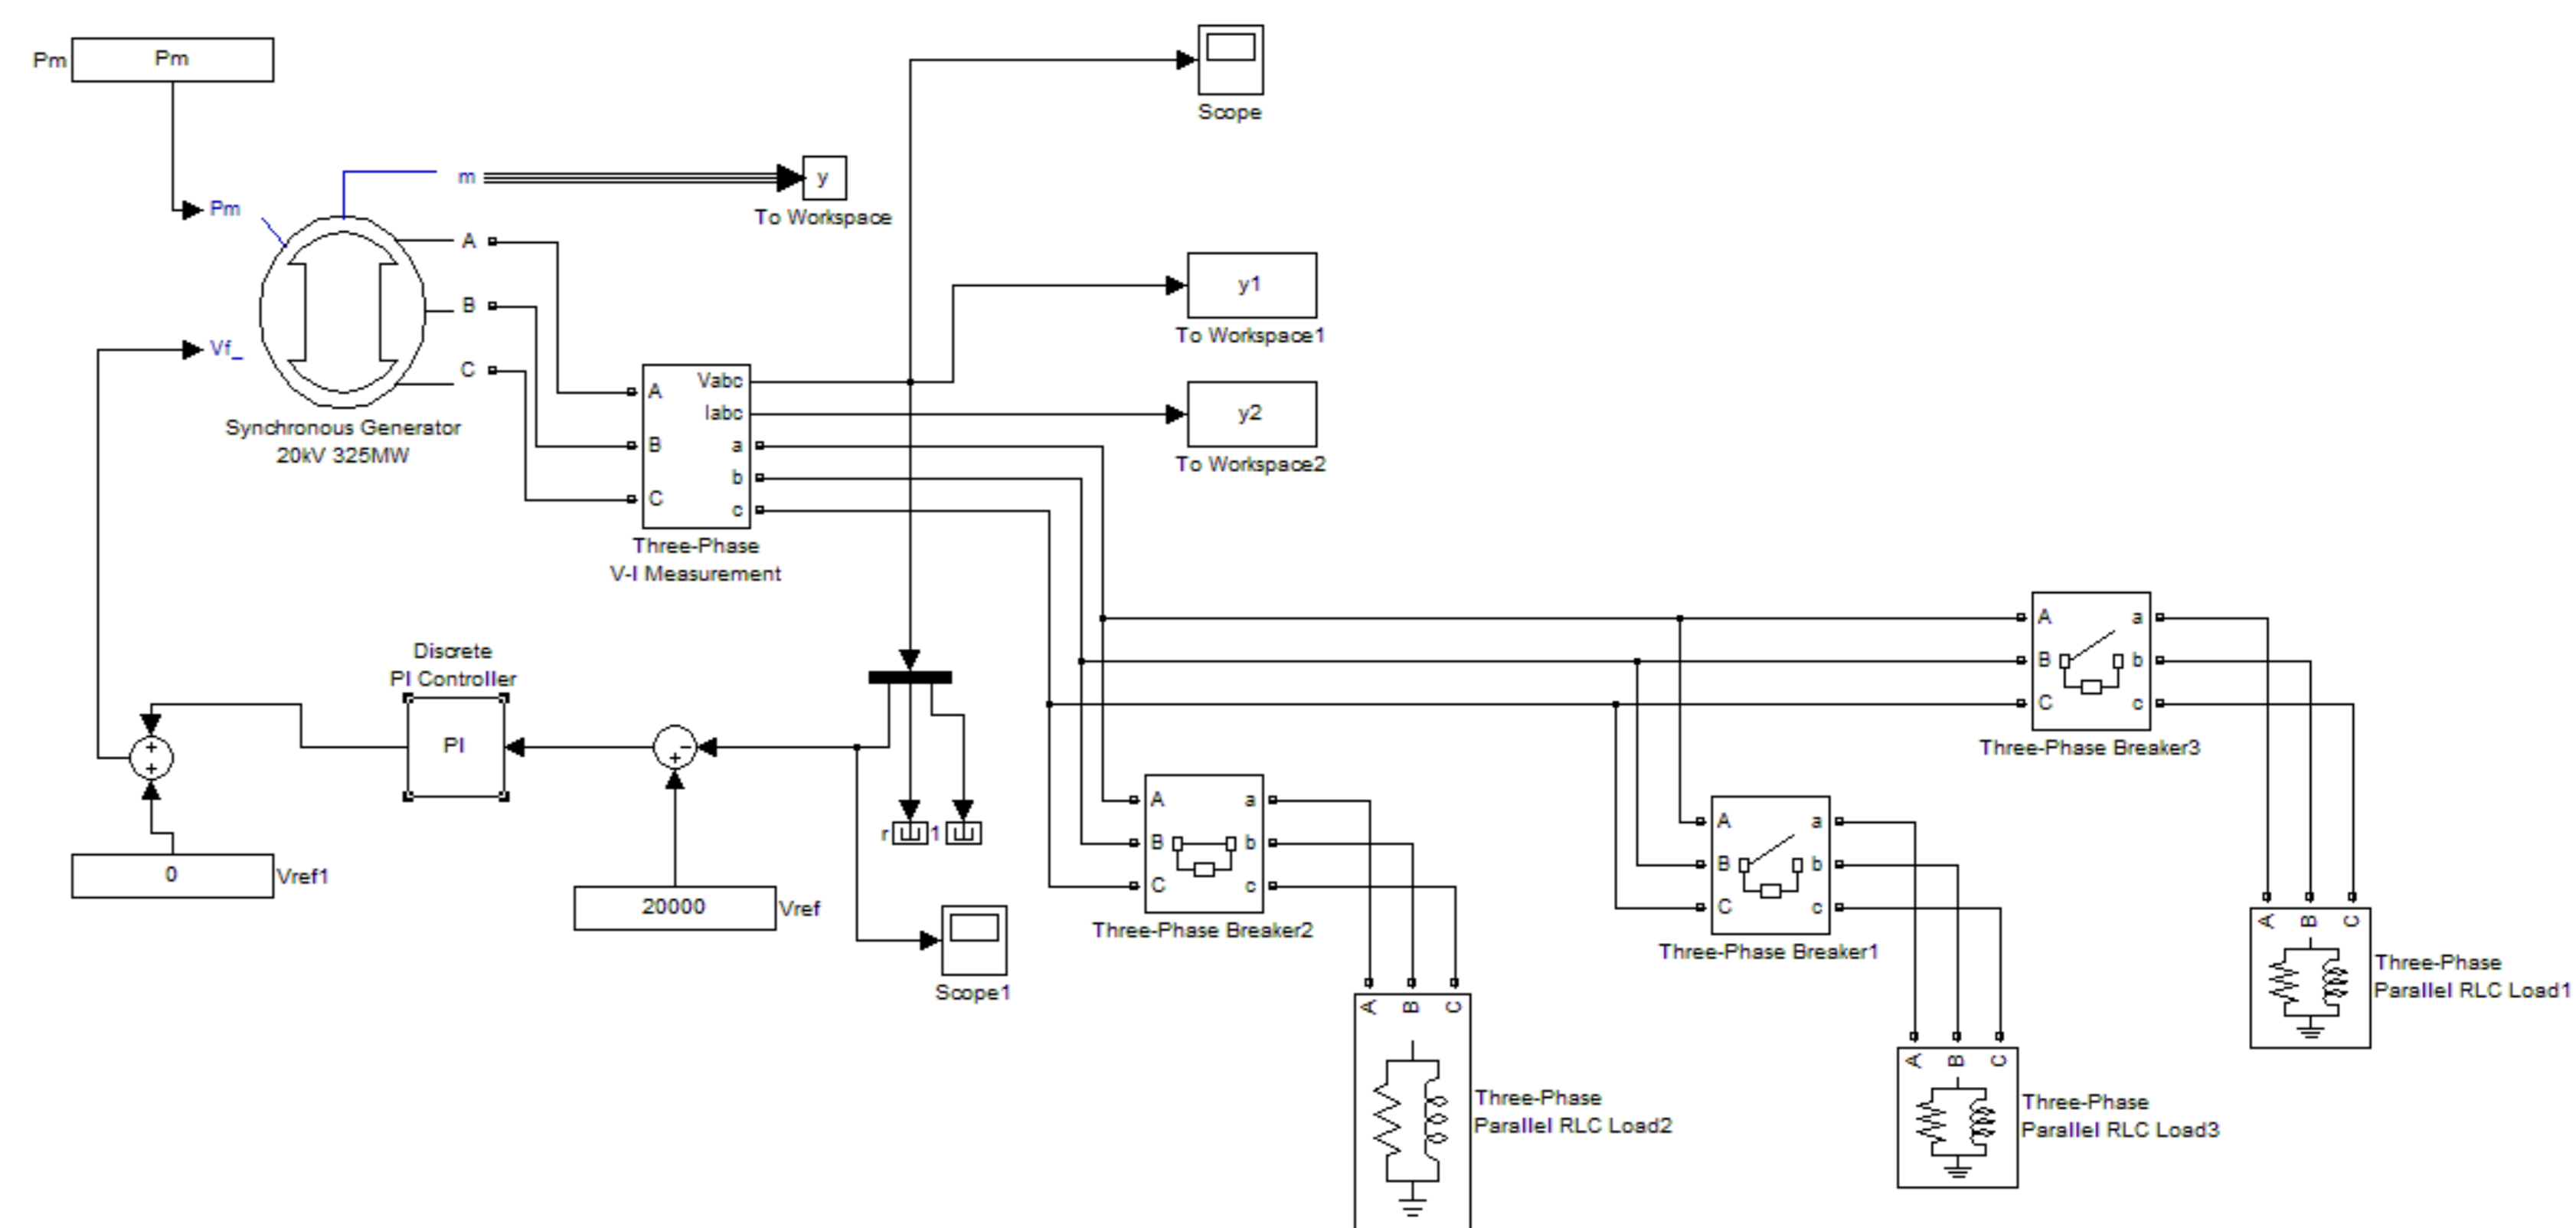 Pm
Pm
Scope
m
y
To Workspace
Pm
A
B
C
Vf_
Synchronous Generator
20kV 325MW
y1
To Workspace1
y2
To Workspace2
A
B
C
Vabc
Iabc
a
b
c
Three-Phase
V-I Measurement
Discrete
PI Controller
PI
+
+
−
+
0
Vref1
20000
Vref
r
1
Scope1
A
B
C
a
b
c
Three-Phase Breaker2
A
B
C
a
b
c
Three-Phase Breaker1
A
B
C
a
b
c
Three-Phase Breaker3
A
B
C
Three-Phase
Parallel RLC Load1
A
B
C
Three-Phase
Parallel RLC Load2
A
B
C
Three-Phase
Parallel RLC Load3